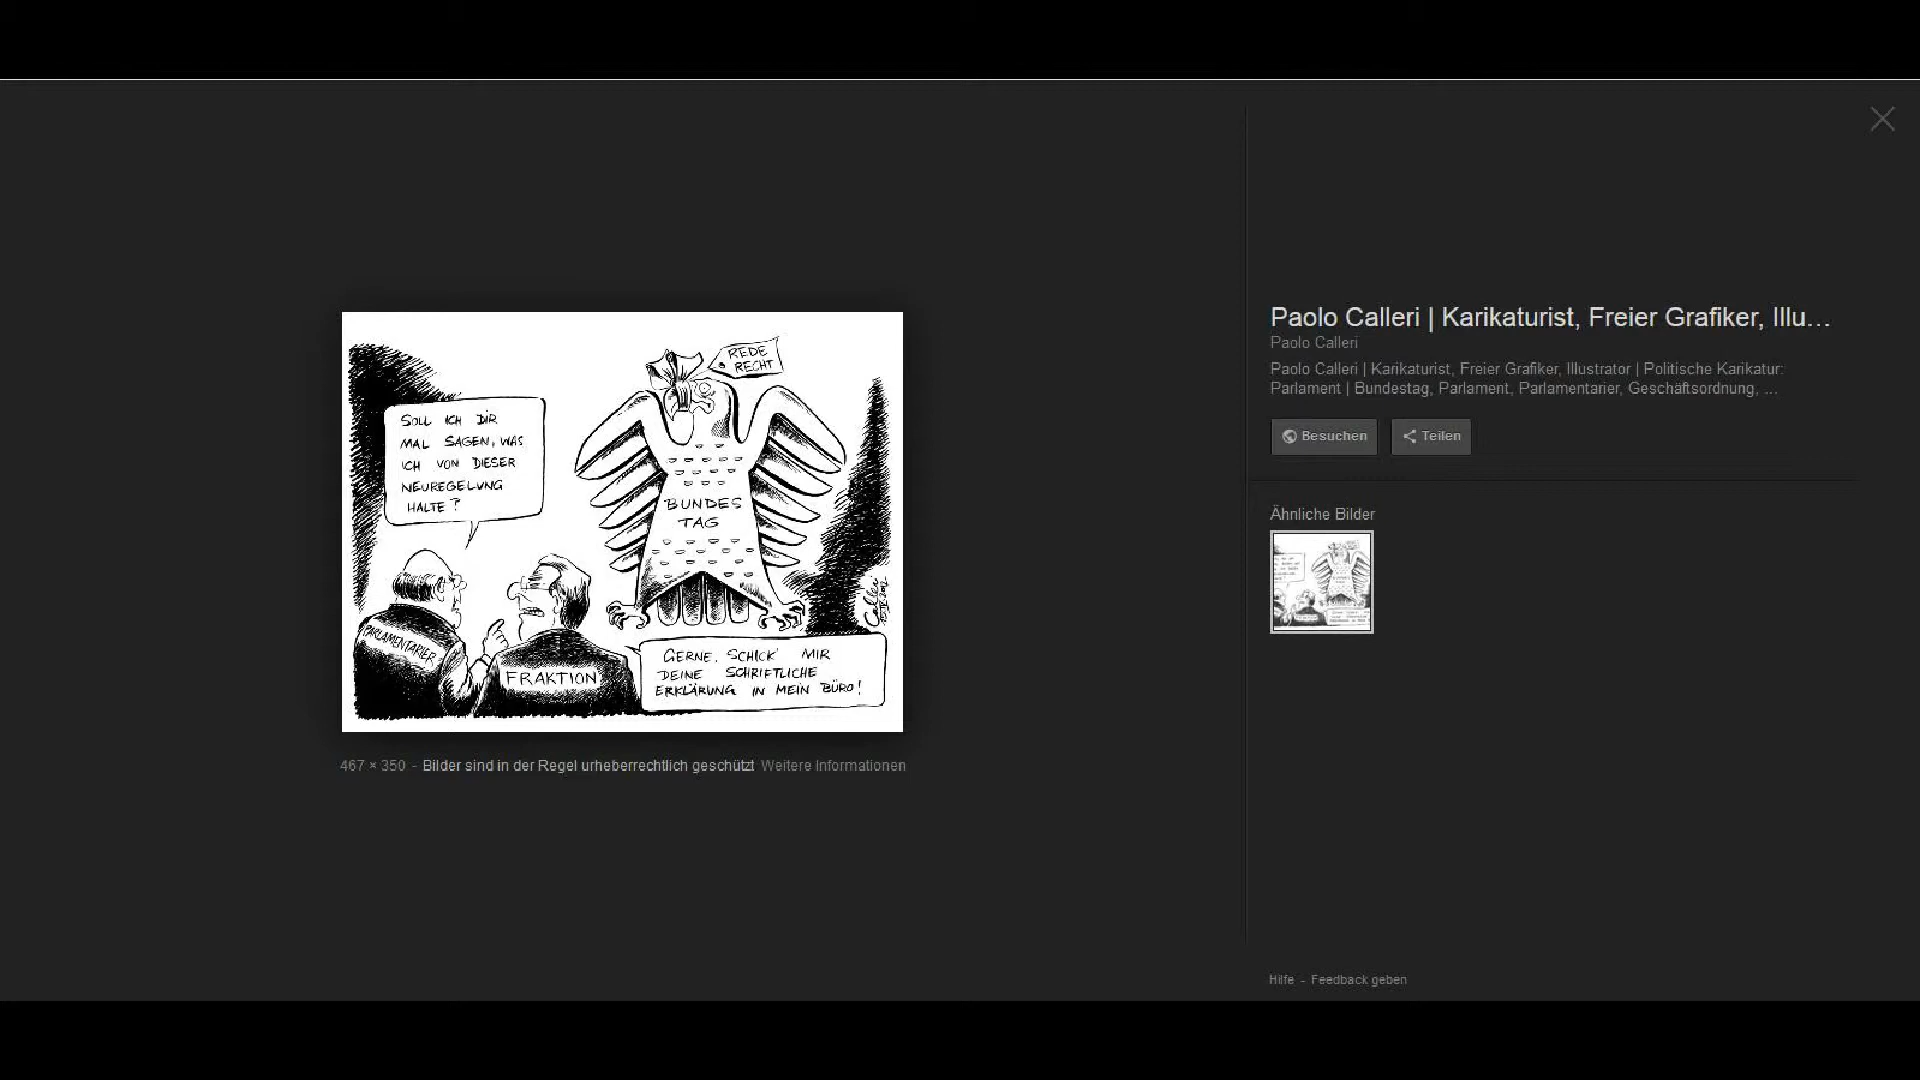 REDE
RECHT
SOLL ICH DIR
MAL SAGEN, WAS
ICH VON DIESER
NEUREGELUNG
HALTE?
BUNDES
TAG
PARLAMENTARIER
FRAKTION
GERNE. SCHICK' MIR
DEINE SCHRIFTLICHE
ERKLÄRUNG IN MEIN BÜRO!
467 × 350 - Bilder sind in der Regel urheberrechtlich geschützt Weitere Informationen
Paolo Calleri | Karikaturist, Freier Grafiker, Illu...
Paolo Calleri
Paolo Calleri | Karikaturist, Freier Grafiker, Illustrator | Politische Karikatur:
Parlament | Bundestag, Parlament, Parlamentarier, Geschäftsordnung, ...
Besuchen
Teilen
Ähnliche Bilder
Hilfe - Feedback geben